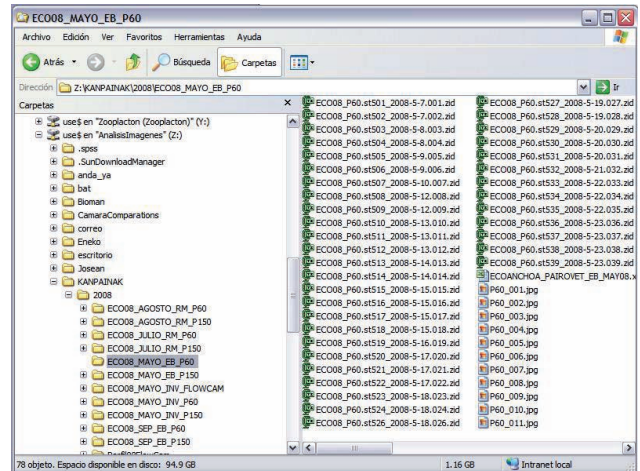 ECO08_MAYO_EB_P60
Archivo Edición Ver Favoritos Herramientas Ayuda
Atrás Búsqueda Carpetas
Dirección Z:\KANPAINAK\2008\ECO08_MAYO_EB_P60 Ir
Carpetas
use$ en "Zooplacton (Zooplacton)" (Y:)
use$ en "AnalisisImagenes" (Z:)
.spss
.SunDownloadManager
anda_ya
bat
Bioman
CamaraComparations
correo
Eneko
escritorio
Josean
KANPAINAK
2008
ECO08_AGOSTO_RM_P60
ECO08_AGOSTO_RM_P150
ECO08_JULIO_RM_P60
ECO08_JULIO_RM_P150
ECO08_MAYO_EB_P60
ECO08_MAYO_EB_P150
ECO08_MAYO_INV_FLOWCAM
ECO08_MAYO_INV_P60
ECO08_MAYO_INV_P150
ECO08_SEP_EB_P60
ECO08_SEP_EB_P150
ECO08_P60.st501_2008-5-7.001.zid
ECO08_P60.st502_2008-5-7.002.zid
ECO08_P60.st503_2008-5-8.003.zid
ECO08_P60.st504_2008-5-8.004.zid
ECO08_P60.st505_2008-5-9.005.zid
ECO08_P60.st506_2008-5-9.006.zid
ECO08_P60.st507_2008-5-10.007.zid
ECO08_P60.st508_2008-5-12.008.zid
ECO08_P60.st509_2008-5-12.009.zid
ECO08_P60.st510_2008-5-13.010.zid
ECO08_P60.st511_2008-5-13.011.zid
ECO08_P60.st512_2008-5-13.012.zid
ECO08_P60.st513_2008-5-14.013.zid
ECO08_P60.st514_2008-5-14.014.zid
ECO08_P60.st515_2008-5-15.015.zid
ECO08_P60.st516_2008-5-15.016.zid
ECO08_P60.st517_2008-5-15.017.zid
ECO08_P60.st518_2008-5-15.018.zid
ECO08_P60.st519_2008-5-16.019.zid
ECO08_P60.st520_2008-5-17.020.zid
ECO08_P60.st521_2008-5-17.021.zid
ECO08_P60.st522_2008-5-17.022.zid
ECO08_P60.st523_2008-5-18.023.zid
ECO08_P60.st524_2008-5-18.024.zid
ECO08_P60.st526_2008-5-18.026.zid
ECO08_P60.st527_2008-5-19.027.zid
ECO08_P60.st528_2008-5-19.028.zid
ECO08_P60.st529_2008-5-20.029.zid
ECO08_P60.st530_2008-5-20.030.zid
ECO08_P60.st531_2008-5-20.031.zid
ECO08_P60.st532_2008-5-21.032.zid
ECO08_P60.st533_2008-5-22.033.zid
ECO08_P60.st534_2008-5-22.034.zid
ECO08_P60.st535_2008-5-22.035.zid
ECO08_P60.st536_2008-5-23.036.zid
ECO08_P60.st537_2008-5-23.037.zid
ECO08_P60.st538_2008-5-23.038.zid
ECO08_P60.st539_2008-5-23.039.zid
ECOANCHOA_PAIROVET_EB_MAY08.x
P60_001.jpg
P60_002.jpg
P60_003.jpg
P60_004.jpg
P60_005.jpg
P60_006.jpg
P60_007.jpg
P60_008.jpg
P60_009.jpg
P60_010.jpg
P60_011.jpg
78 objeto. Espacio disponible en disco: 94.9 GB 1.16 GB Intranet local